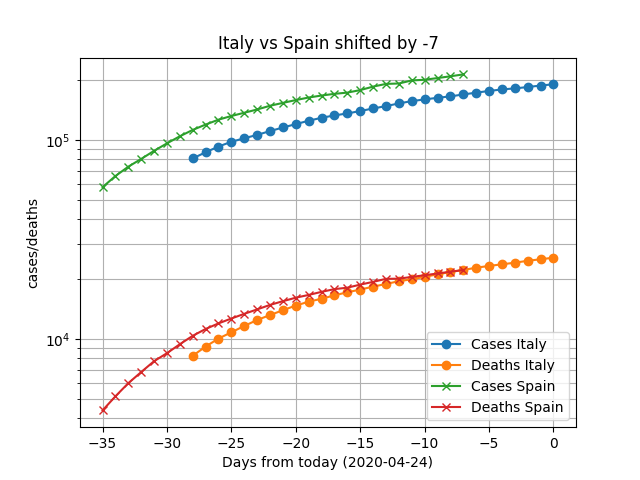 Italy vs Spain shifted by -7
cases/deaths
10^5
10^4
−35 −30 −25 −20 −15 −10 −5 0
Days from today (2020-04-24)
Cases Italy
Deaths Italy
Cases Spain
Deaths Spain